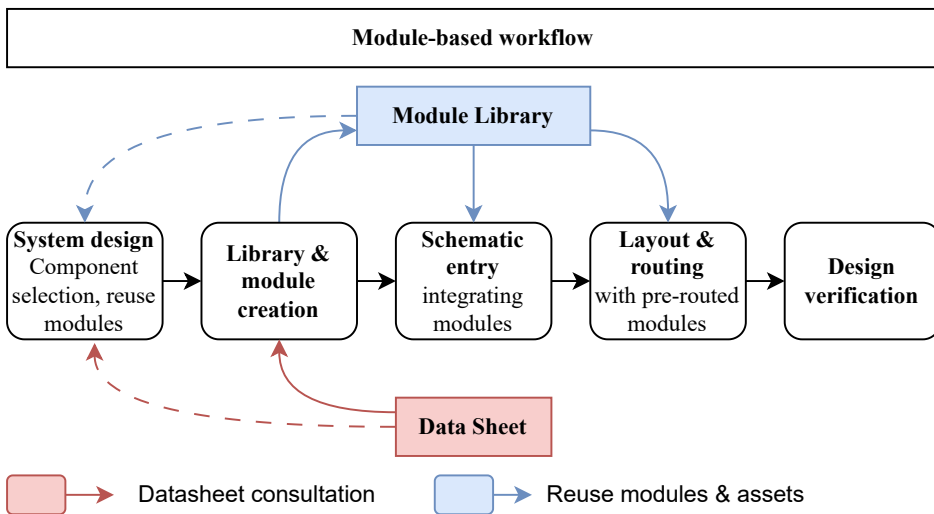 Module-based workflow
Module Library
System design
Component
selection, reuse
modules
Library &
module
creation
Schematic
entry
integrating
modules
Layout &
routing
with pre-routed
modules
Design
verification
Data Sheet
Datasheet consultation
Reuse modules & assets